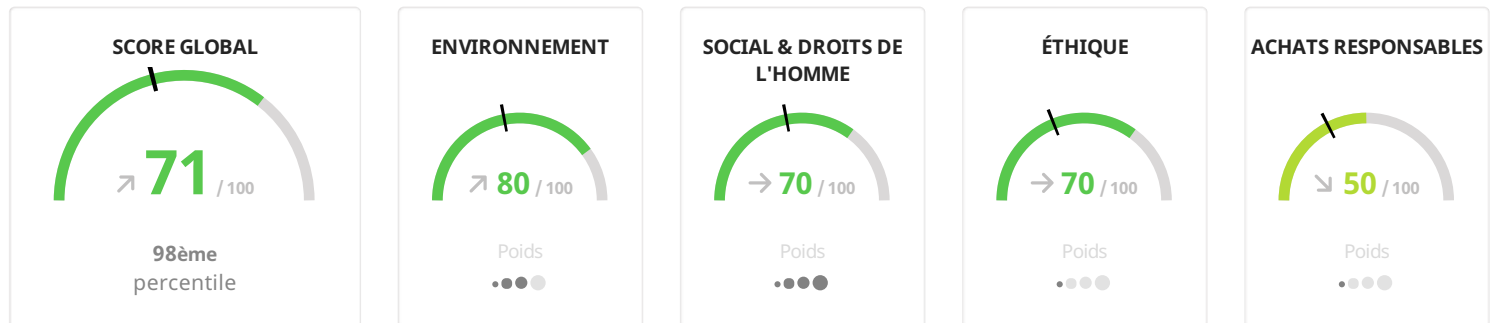 SCORE GLOBAL
71 / 100
98ème
percentile
ENVIRONNEMENT
80 / 100
Poids
SOCIAL & DROITS DE
L'HOMME
70 / 100
Poids
ÉTHIQUE
70 / 100
Poids
ACHATS RESPONSABLES
50 / 100
Poids